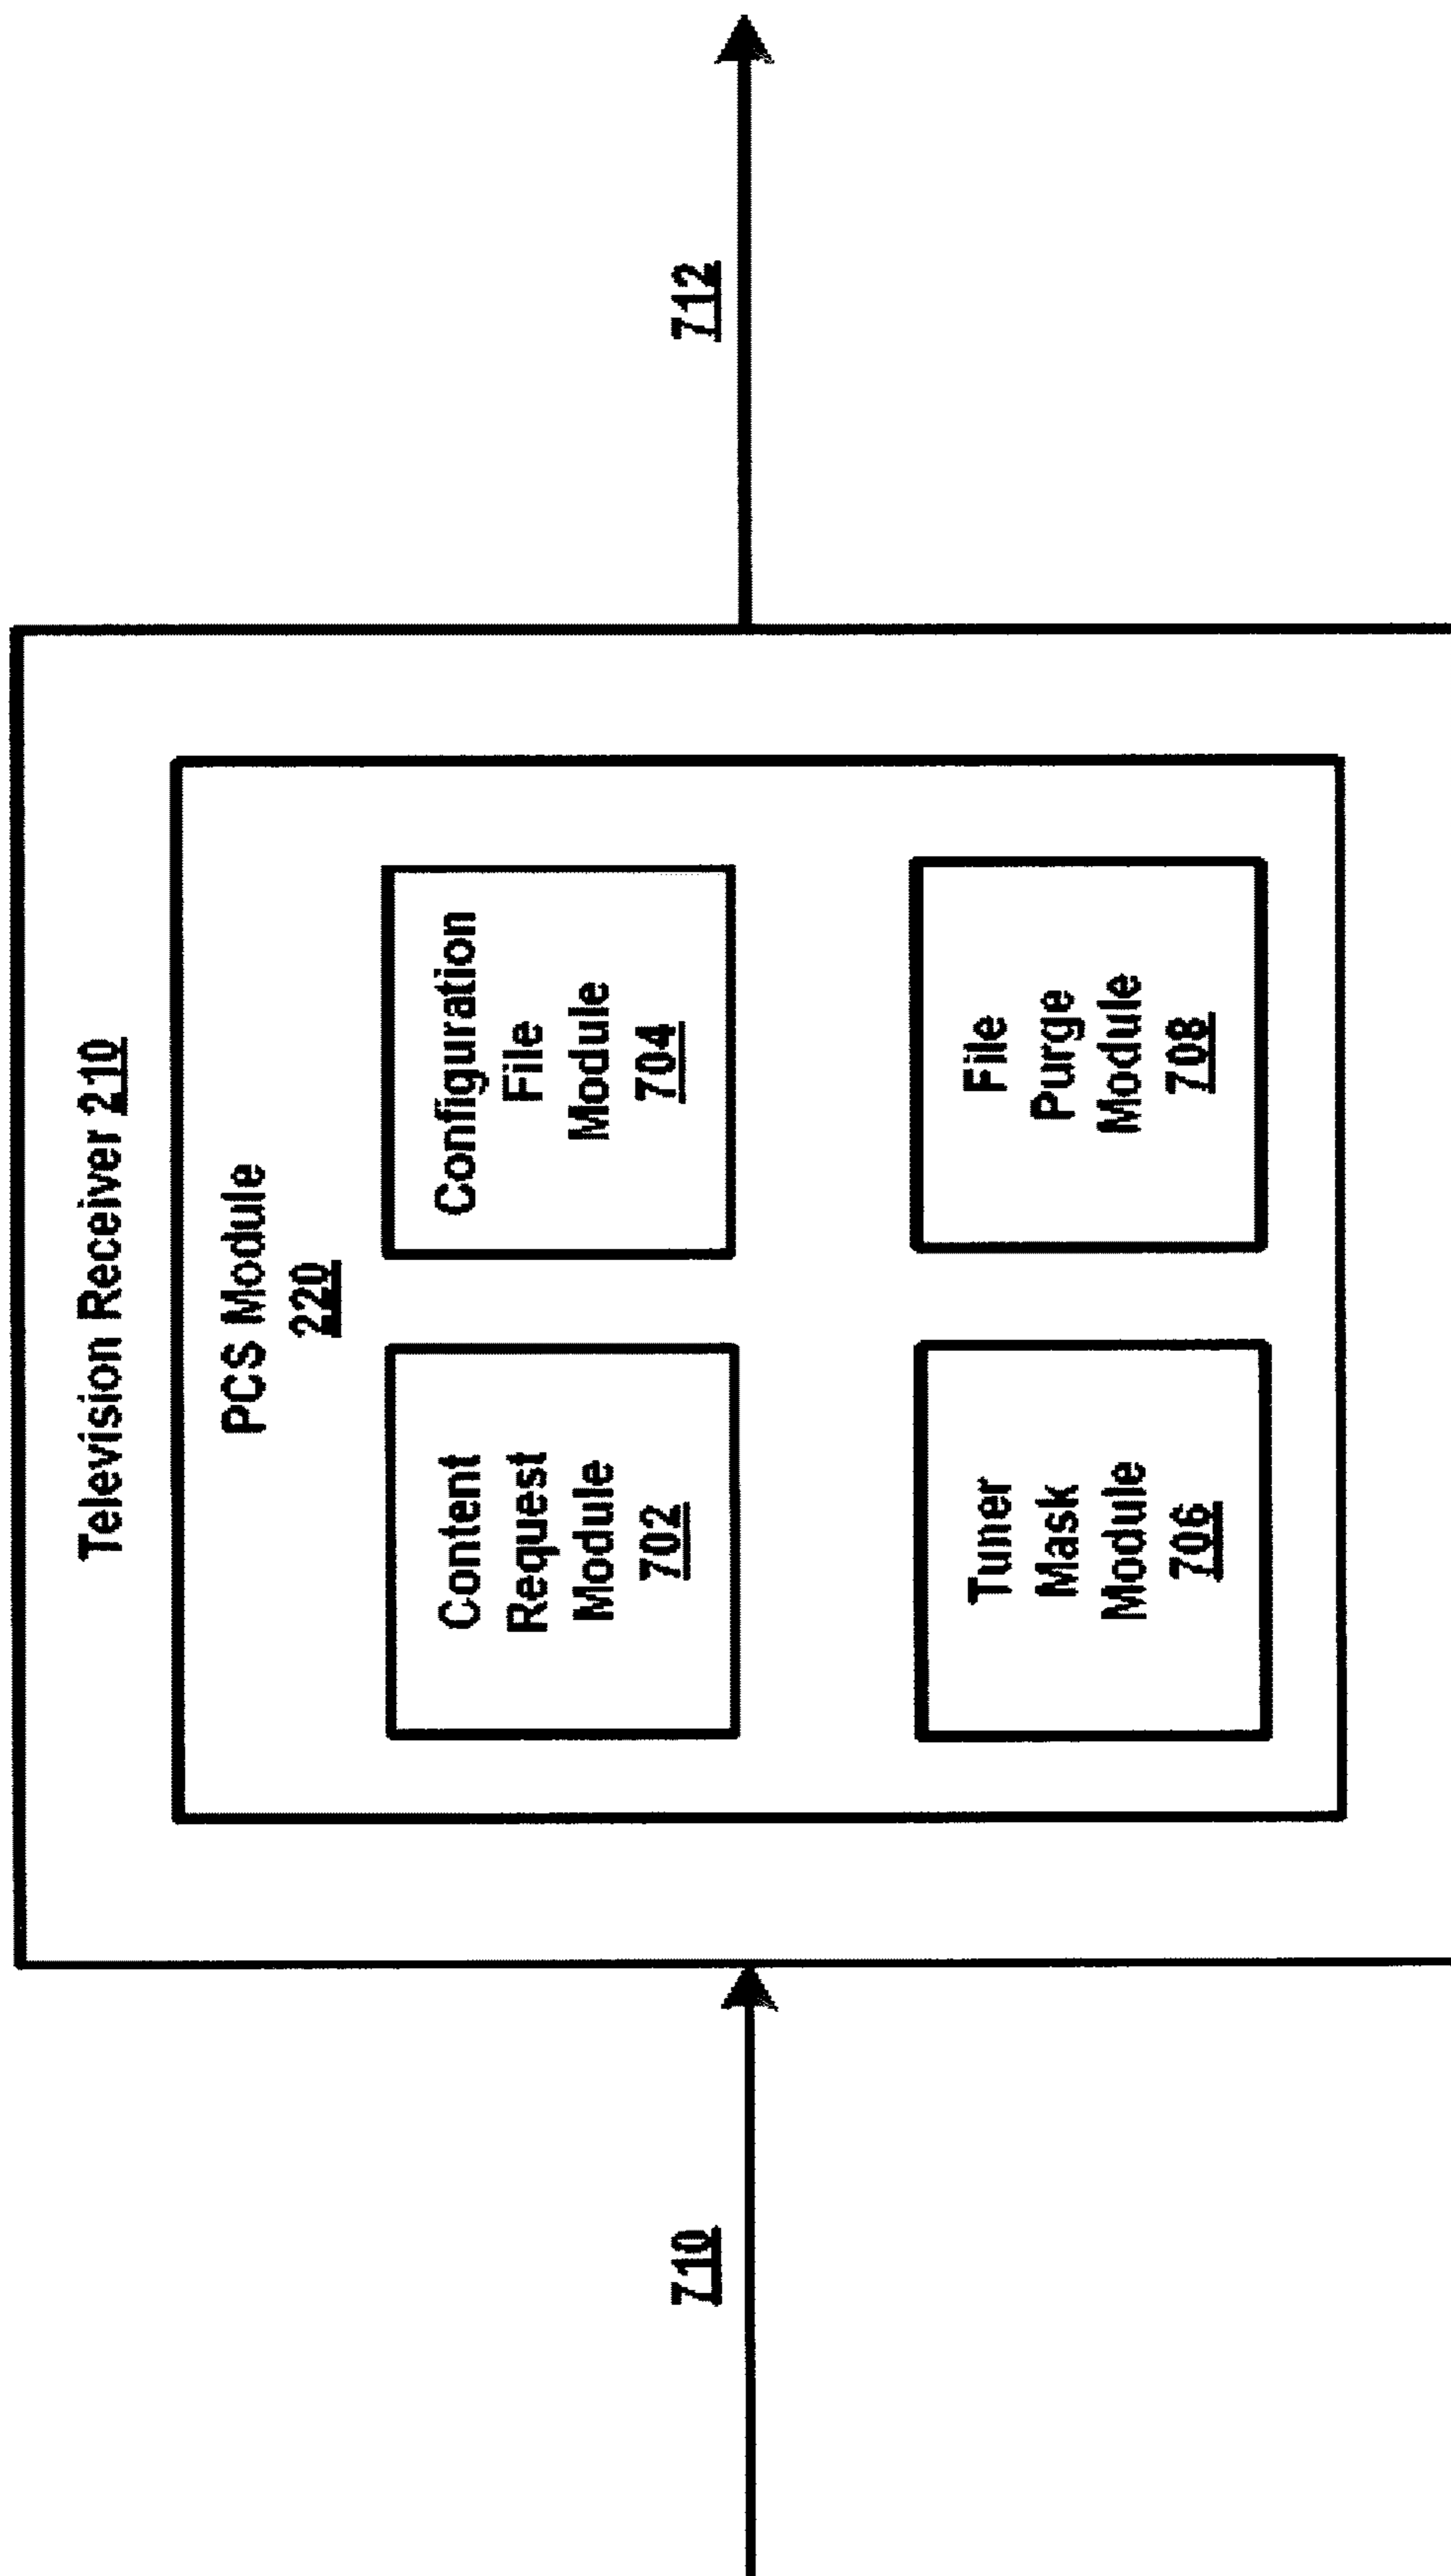 Television Receiver 210
PCS Module
220
Content
Request
Module
702
Configuration
File
Module
704
Tuner
Mask
Module
706
File
Purge
Module
708
710
712